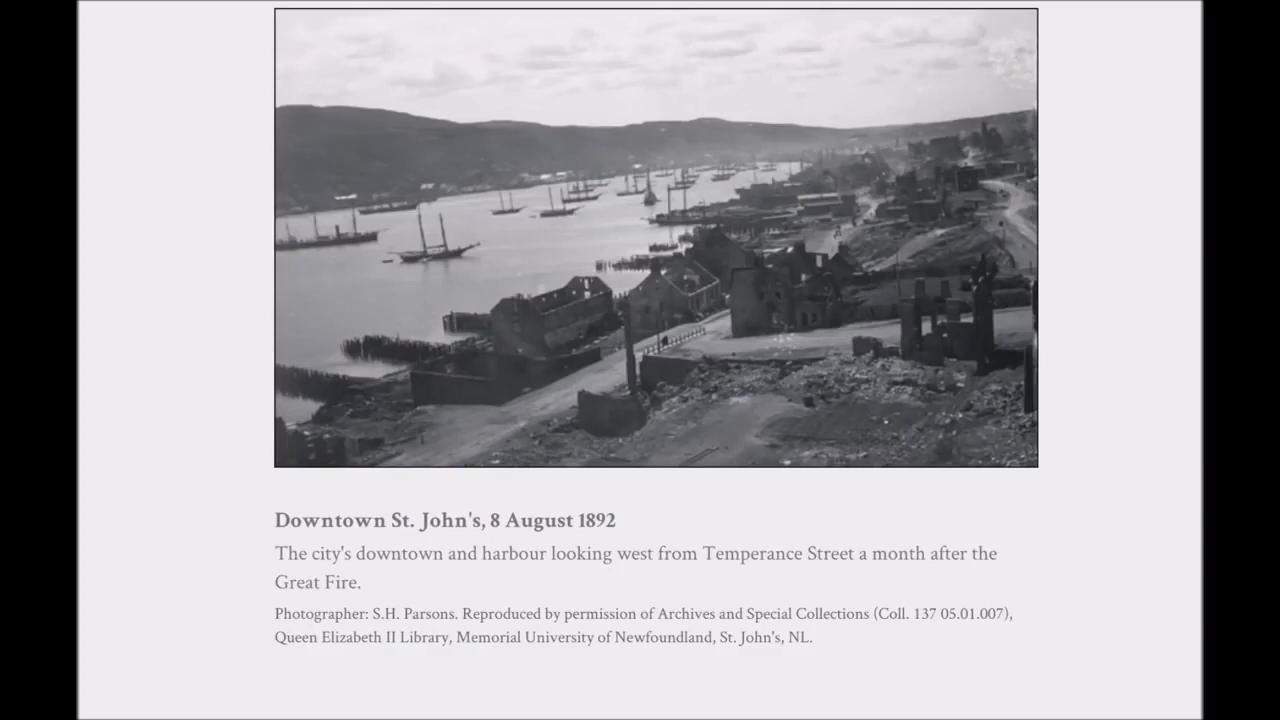 Downtown St. John's, 8 August 1892
The city's downtown and harbour looking west from Temperance Street a month after the
Great Fire.
Photographer: S.H. Parsons. Reproduced by permission of Archives and Special Collections (Coll. 137 05.01.007),
Queen Elizabeth II Library, Memorial University of Newfoundland, St. John's, NL.